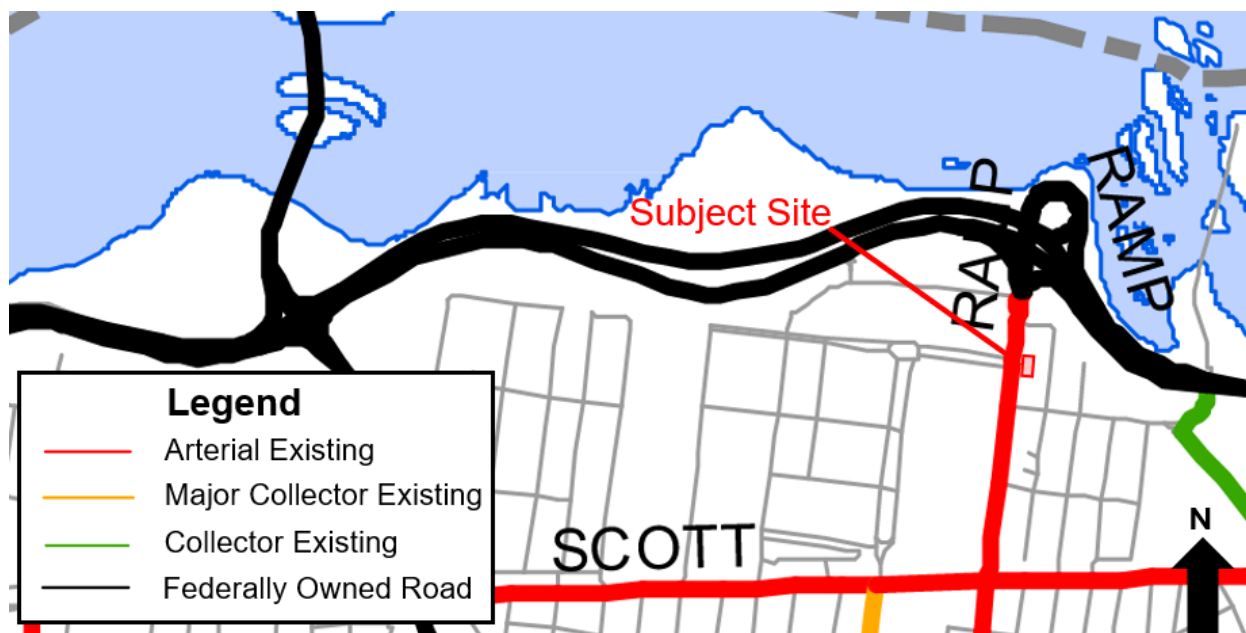 RAMP
RAMP
Subject Site
Legend
Arterial Existing
Major Collector Existing
Collector Existing
Federally Owned Road
SCOTT
N